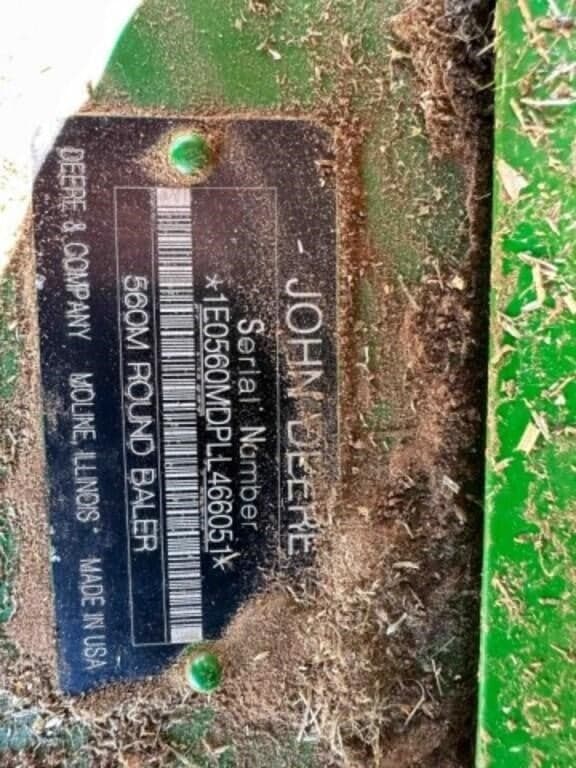 JOHN DEERE
Serial Number
*1E0560MDPLL466051*
560M ROUND BALER
DEERE & COMPANY MOLINE, ILLINOIS MADE IN USA